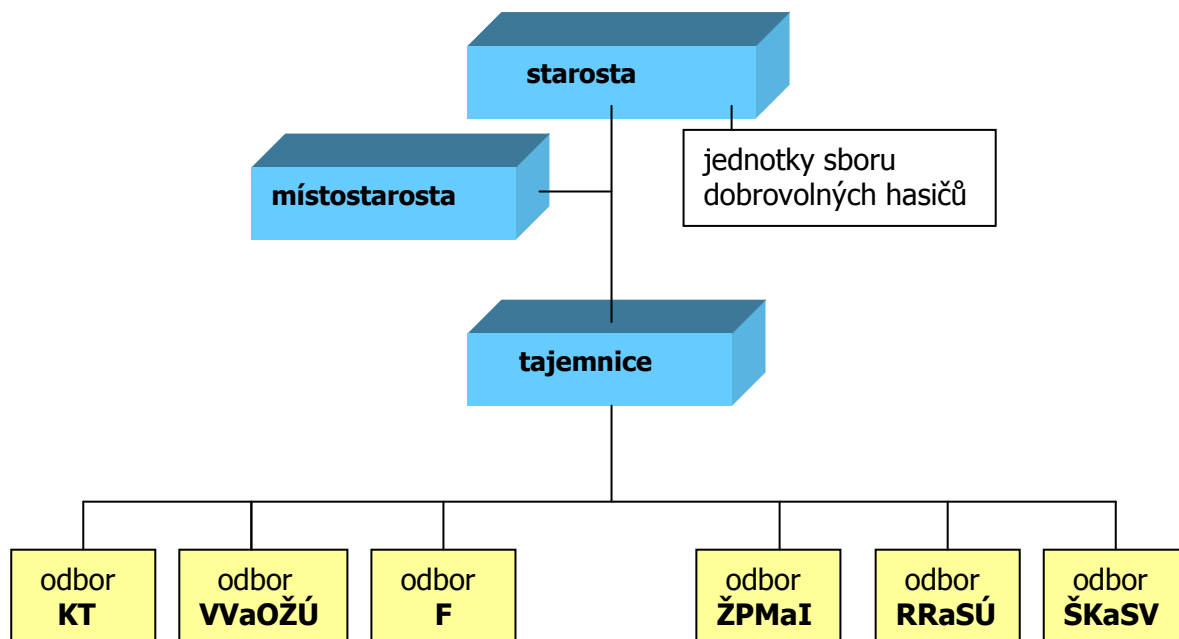 starosta
jednotky sboru
dobrovolných hasičů
místostarosta
tajemnice
odbor
KT
odbor
VVaOŽÚ
odbor
F
odbor
ŽPMaI
odbor
RRaSÚ
odbor
ŠKaSV